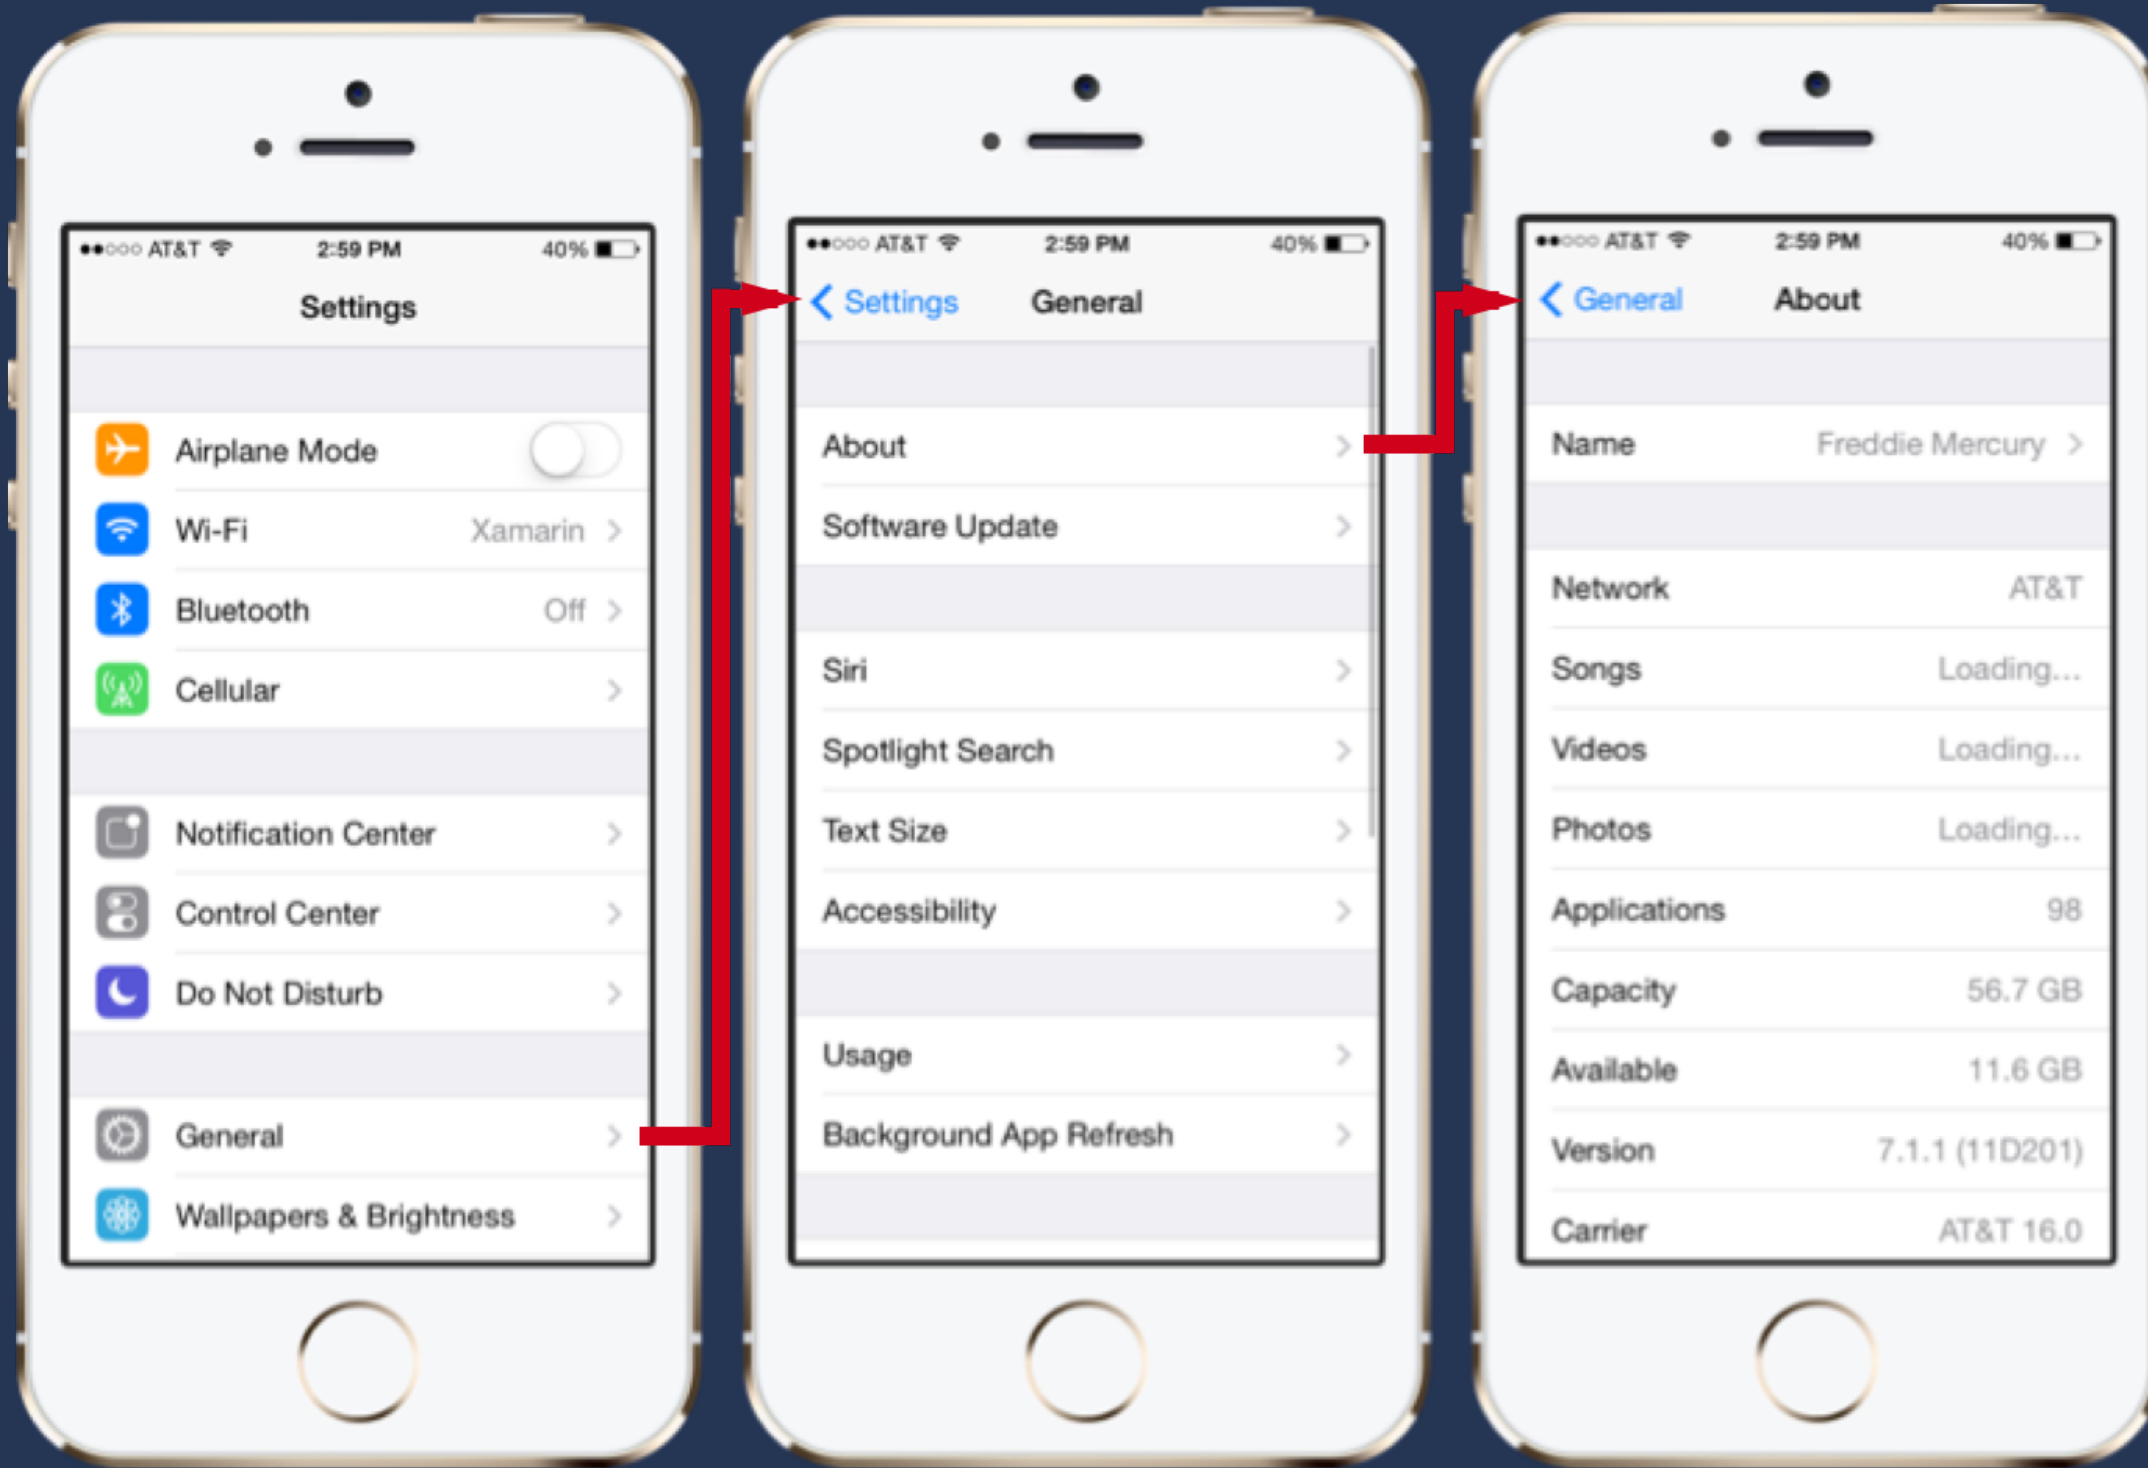 AT&T 2:59 PM 40%
Settings
Airplane Mode
Wi-Fi Xamarin
Bluetooth Off
Cellular
Notification Center
Control Center
Do Not Disturb
General
Wallpapers & Brightness
AT&T 2:59 PM 40%
Settings General
About
Software Update
Siri
Spotlight Search
Text Size
Accessibility
Usage
Background App Refresh
AT&T 2:59 PM 40%
General About
Name Freddie Mercury
Network AT&T
Songs Loading...
Videos Loading...
Photos Loading...
Applications 98
Capacity 56.7 GB
Available 11.6 GB
Version 7.1.1 (11D201)
Carrier AT&T 16.0